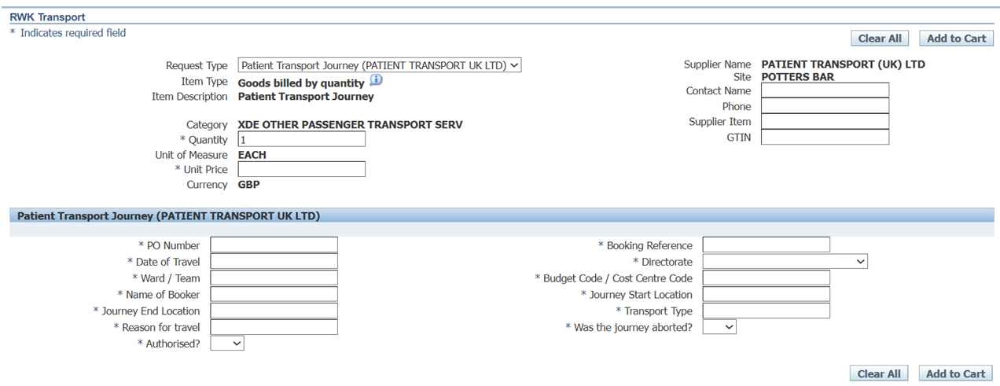 RWK Transport
* Indicates required field
Clear All Add to Cart
Request Type Patient Transport Journey (PATIENT TRANSPORT UK LTD)
Item Type Goods billed by quantity
Item Description Patient Transport Journey
Category XDE OTHER PASSENGER TRANSPORT SERV
* Quantity 1
Unit of Measure EACH
* Unit Price
Currency GBP
Supplier Name PATIENT TRANSPORT (UK) LTD
Site POTTERS BAR
Contact Name
Phone
Supplier Item
GTIN
Patient Transport Journey (PATIENT TRANSPORT UK LTD)
* PO Number
* Date of Travel
* Ward / Team
* Name of Booker
* Journey End Location
* Reason for travel
* Authorised?
* Booking Reference
* Directorate
* Budget Code / Cost Centre Code
* Journey Start Location
* Transport Type
* Was the journey aborted?
Clear All Add to Cart